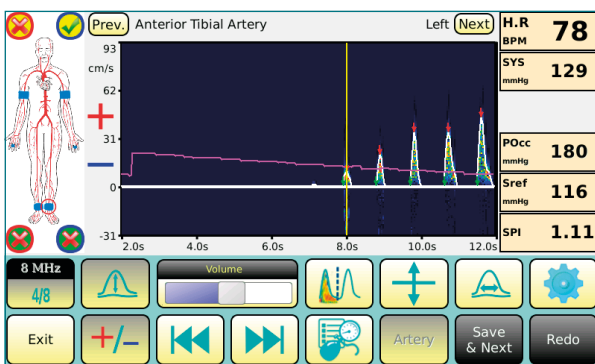 Prev. Anterior Tibial Artery Left Next
H.R
BPM 78
SYS
mmHg 129
POcc
mmHg 180
Sref
mmHg 116
SPI 1.11
93
cm/s
62
+
31
−
0
-31
2.0s 4.0s 6.0s 8.0s 10.0s 12.0s
8 MHz
4/8
Volume
Exit
+/−
Artery
Save
& Next
Redo